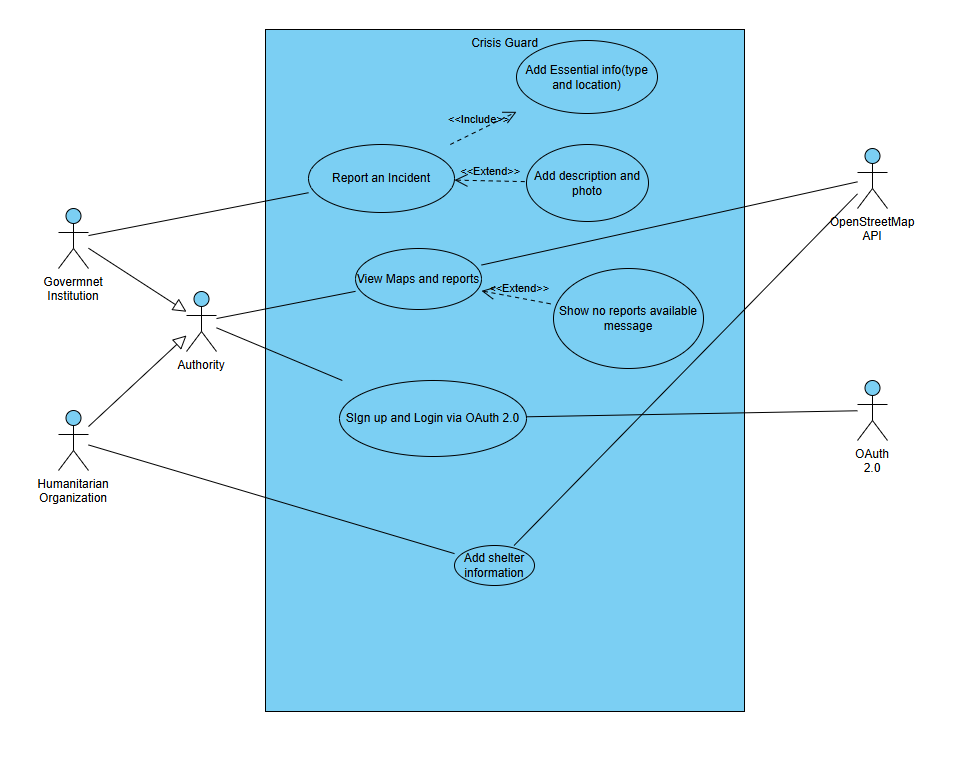 Crisis Guard
Add Essential info(type
and location)
<<Include>>
Report an Incident
<<Extend>>
Add description and
photo
OpenStreetMap
API
Govermnet
Institution
View Maps and reports
<<Extend>>
Show no reports available
message
Authority
SIgn up and Login via OAuth 2.0
OAuth
2.0
Humanitarian
Organization
Add shelter
information